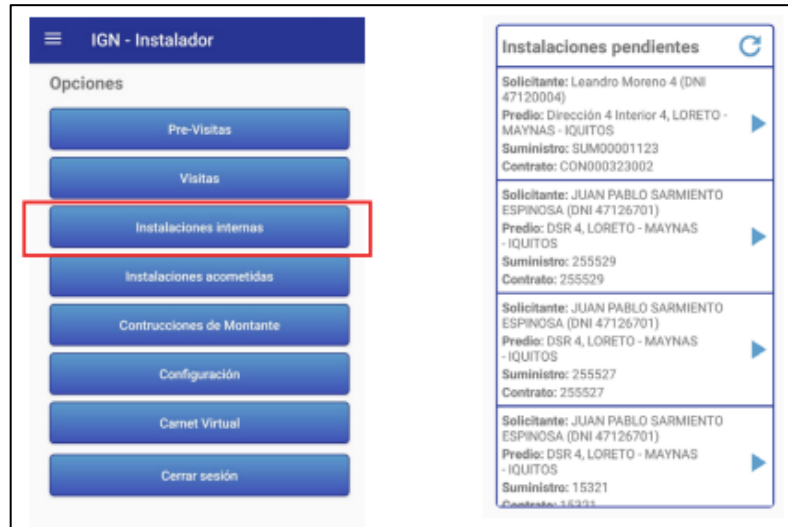 IGN - Instalador
Opciones
Pre-Visitas
Visitas
Instalaciones internas
Instalaciones acometidas
Contrucciones de Montante
Configuración
Carnet Virtual
Cerrar sesión
Instalaciones pendientes
Solicitante: Leandro Moreno 4 (DNI
47120004)
Predio: Dirección 4 Interior 4, LORETO -
MAYNAS - IQUITOS
Suministro: SUM00001123
Contrato: CON000323002
Solicitante: JUAN PABLO SARMIENTO
ESPINOSA (DNI 47126701)
Predio: DSR 4, LORETO - MAYNAS
- IQUITOS
Suministro: 255529
Contrato: 255529
Solicitante: JUAN PABLO SARMIENTO
ESPINOSA (DNI 47126701)
Predio: DSR 4, LORETO - MAYNAS
- IQUITOS
Suministro: 255527
Contrato: 255527
Solicitante: JUAN PABLO SARMIENTO
ESPINOSA (DNI 47126701)
Predio: DSR 4, LORETO - MAYNAS
- IQUITOS
Suministro: 15321
Contrato: 15321